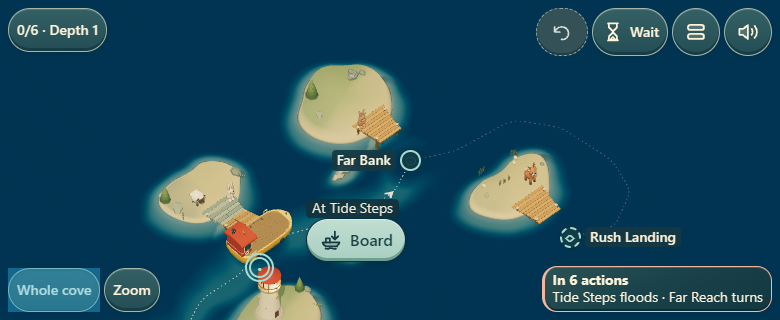 0/6 · Depth 1
Wait
Far Bank
At Tide Steps
Board
Rush Landing
Whole cove
Zoom
In 6 actions
Tide Steps floods · Far Reach turns